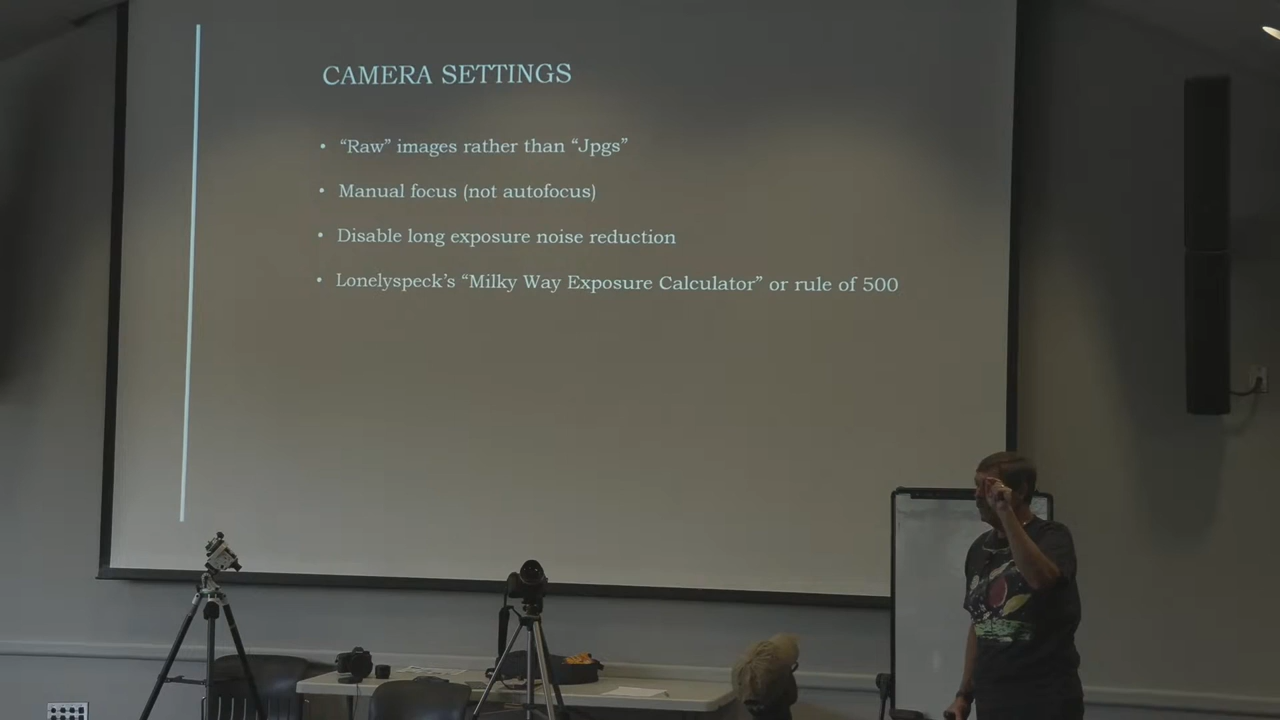 CAMERA SETTINGS
• “Raw” images rather than “Jpgs”
• Manual focus (not autofocus)
• Disable long exposure noise reduction
• Lonelyspeck’s “Milky Way Exposure Calculator” or rule of 500